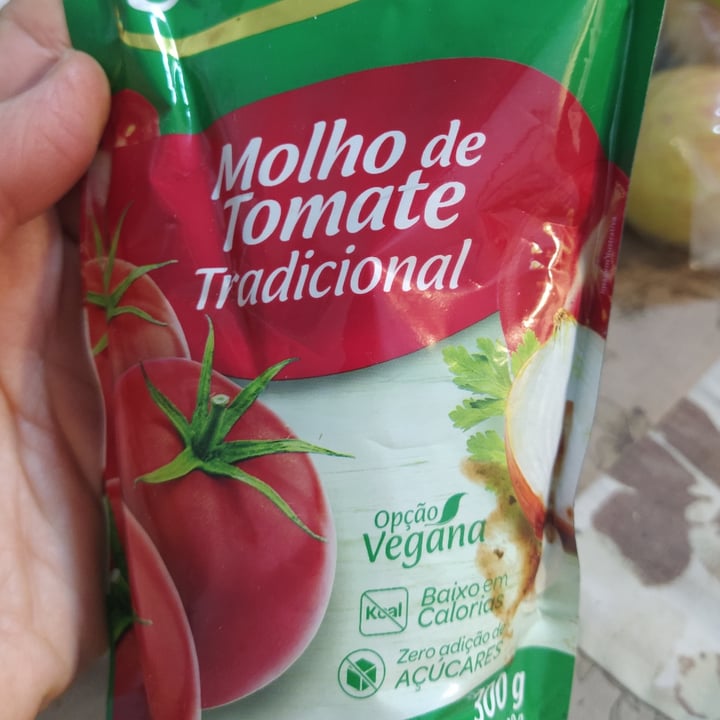 Molho de
Tomate
Tradicional
Opção
Vegana
Kcal
Baixo em
Calorias
Zero adição de
AÇÚCARES
300 g